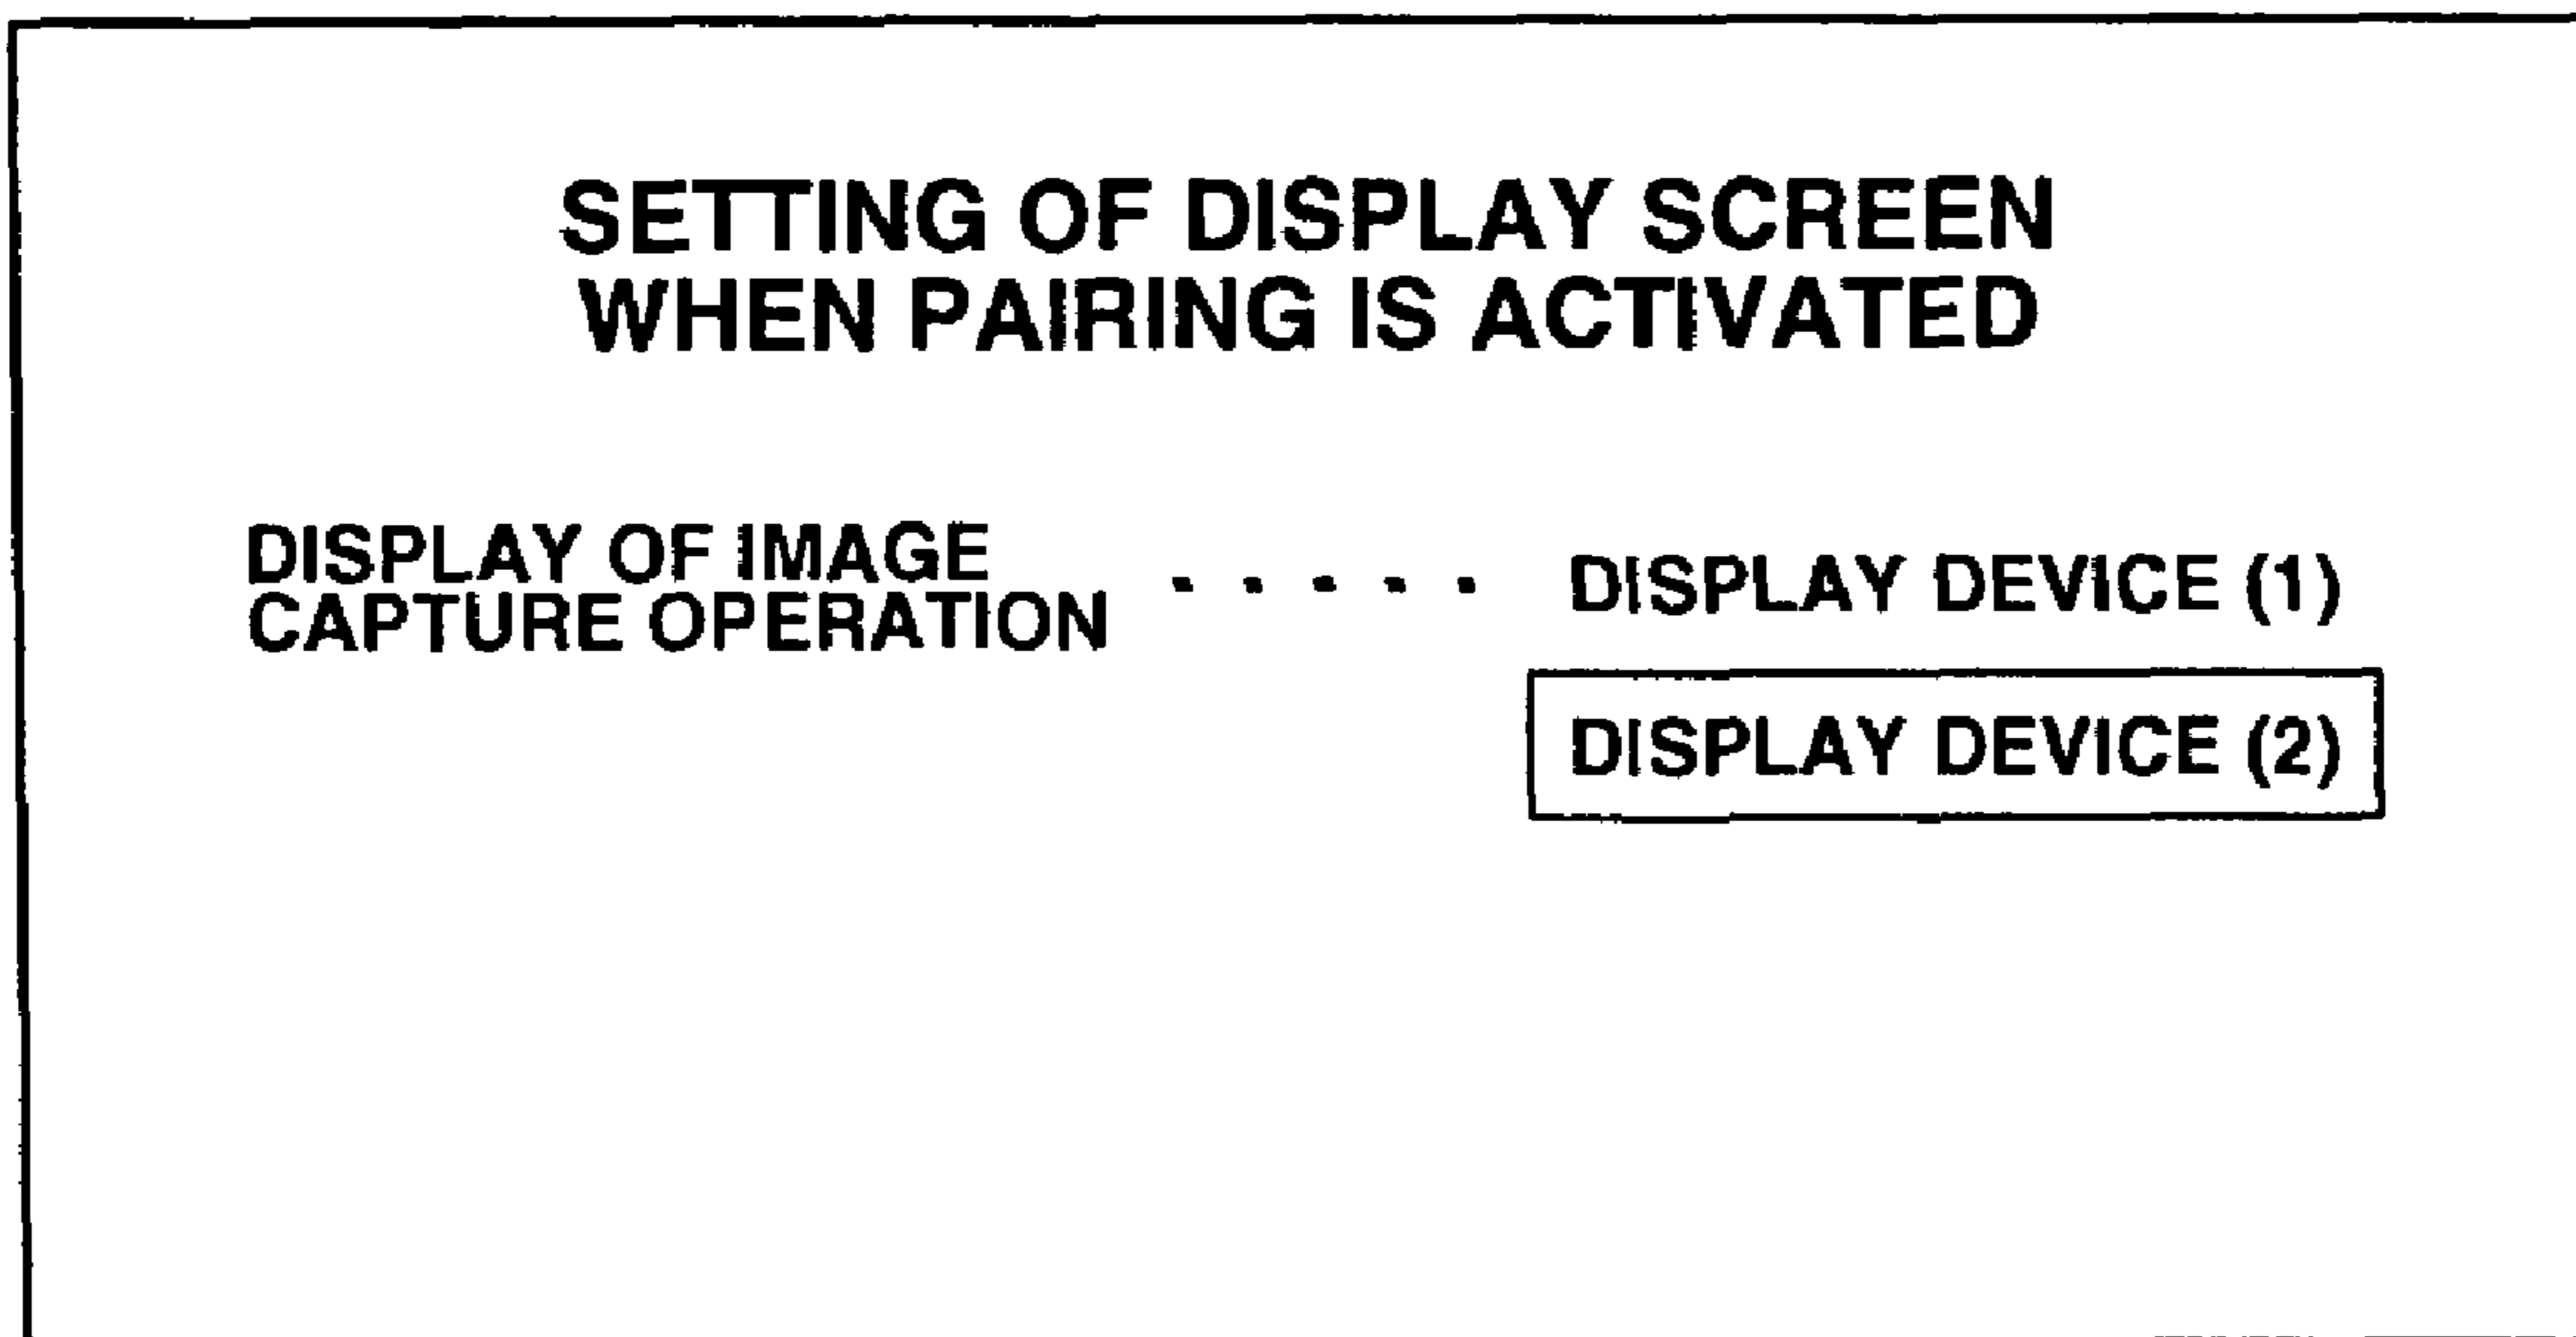 SETTING OF DISPLAY SCREEN
WHEN PAIRING IS ACTIVATED
DISPLAY OF IMAGE
CAPTURE OPERATION ..... DISPLAY DEVICE (1)
DISPLAY DEVICE (2)